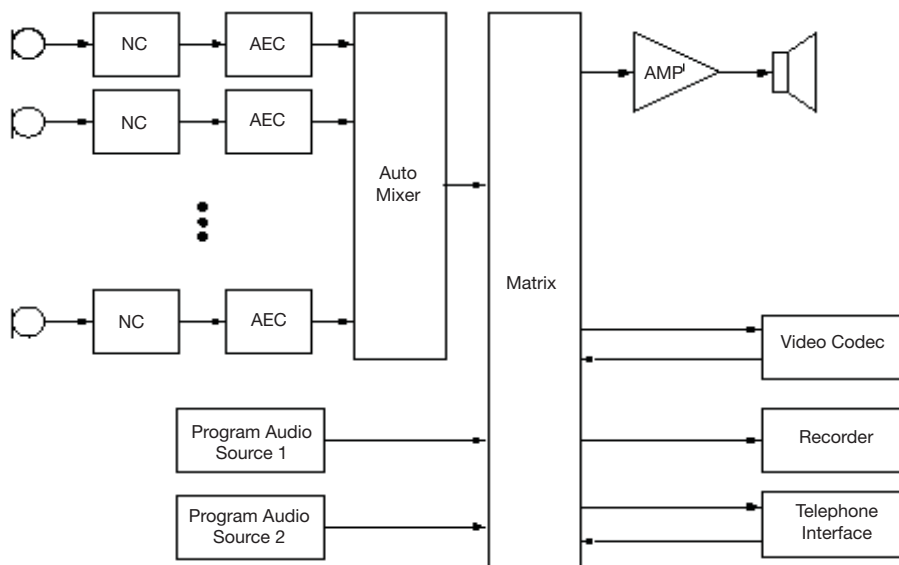 NC
AEC
AMP
NC
AEC
Auto
Mixer
Matrix
NC
AEC
Video Codec
Program Audio
Source 1
Recorder
Program Audio
Source 2
Telephone
Interface